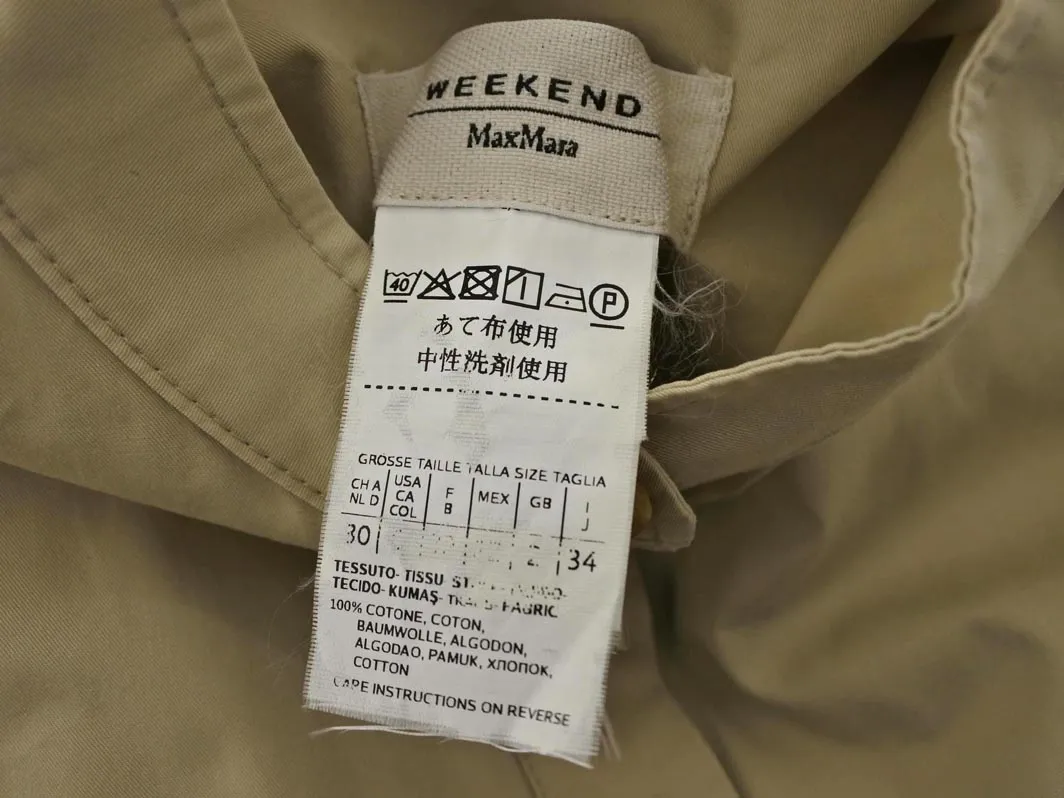 WEEKEND
MaxMara
40 P
あて布使用
中性洗剤使用
GRÖSSE TAILLE TALLA SIZE TAGLIA
CH A USA F MEX GB I
NL D CA B J
COL
30 34
TESSUTO- TISSU
TECIDO- KUMAŞ- FABRIC
100% COTONE, COTON,
BAUMWOLLE, ALGODON,
ALGODAO, PAMUK, ХЛОПОК,
COTTON
CARE INSTRUCTIONS ON REVERSE